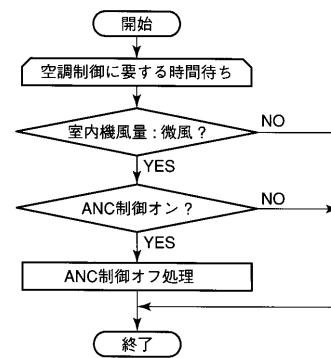 開始
空調制御に要する時間待ち
室内機風量：微風？
NO
YES
ANC制御オン？
NO
YES
ANC制御オフ処理
終了